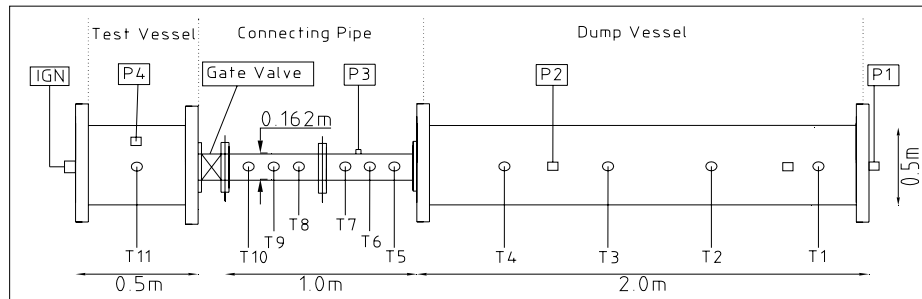 Test Vessel Connecting Pipe Dump Vessel
IGN P4 Gate Valve P3 P2 P1
0.162m
0.5m
T11 T10 T9 T8 T7 T6 T5 T4 T3 T2 T1
0.5m 1.0m 2.0m